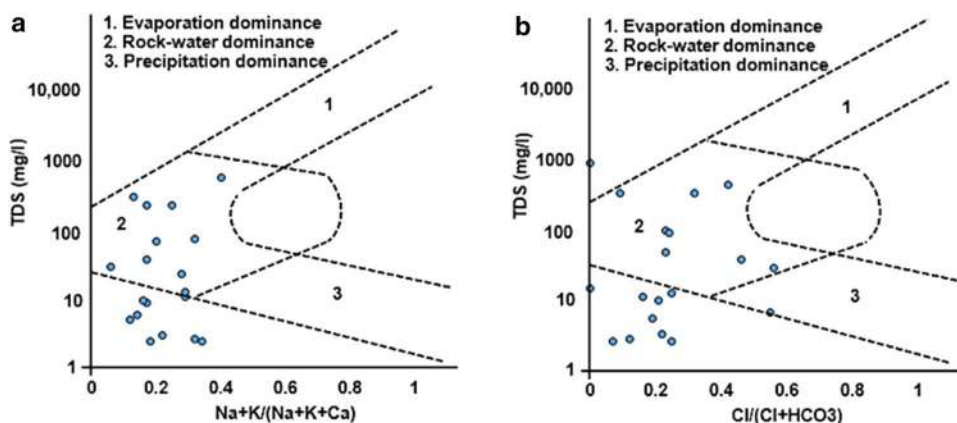 a
1. Evaporation dominance
2. Rock-water dominance
3. Precipitation dominance
10,000
1000
100
10
1
TDS (mg/l)
1
2
3
0 0.2 0.4 0.6 0.8 1
Na+K/(Na+K+Ca)
b
1. Evaporation dominance
2. Rock-water dominance
3. Precipitation dominance
10,000
1000
100
10
1
TDS (mg/l)
1
2
3
0 0.2 0.4 0.6 0.8 1
Cl/(Cl+HCO3)